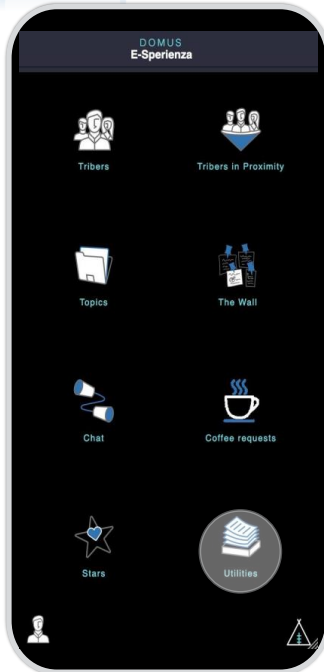 DOMUS
E-Sperienza
Tribers
Tribers in Proximity
Topics
The Wall
Chat
Coffee requests
Stars
Utilities